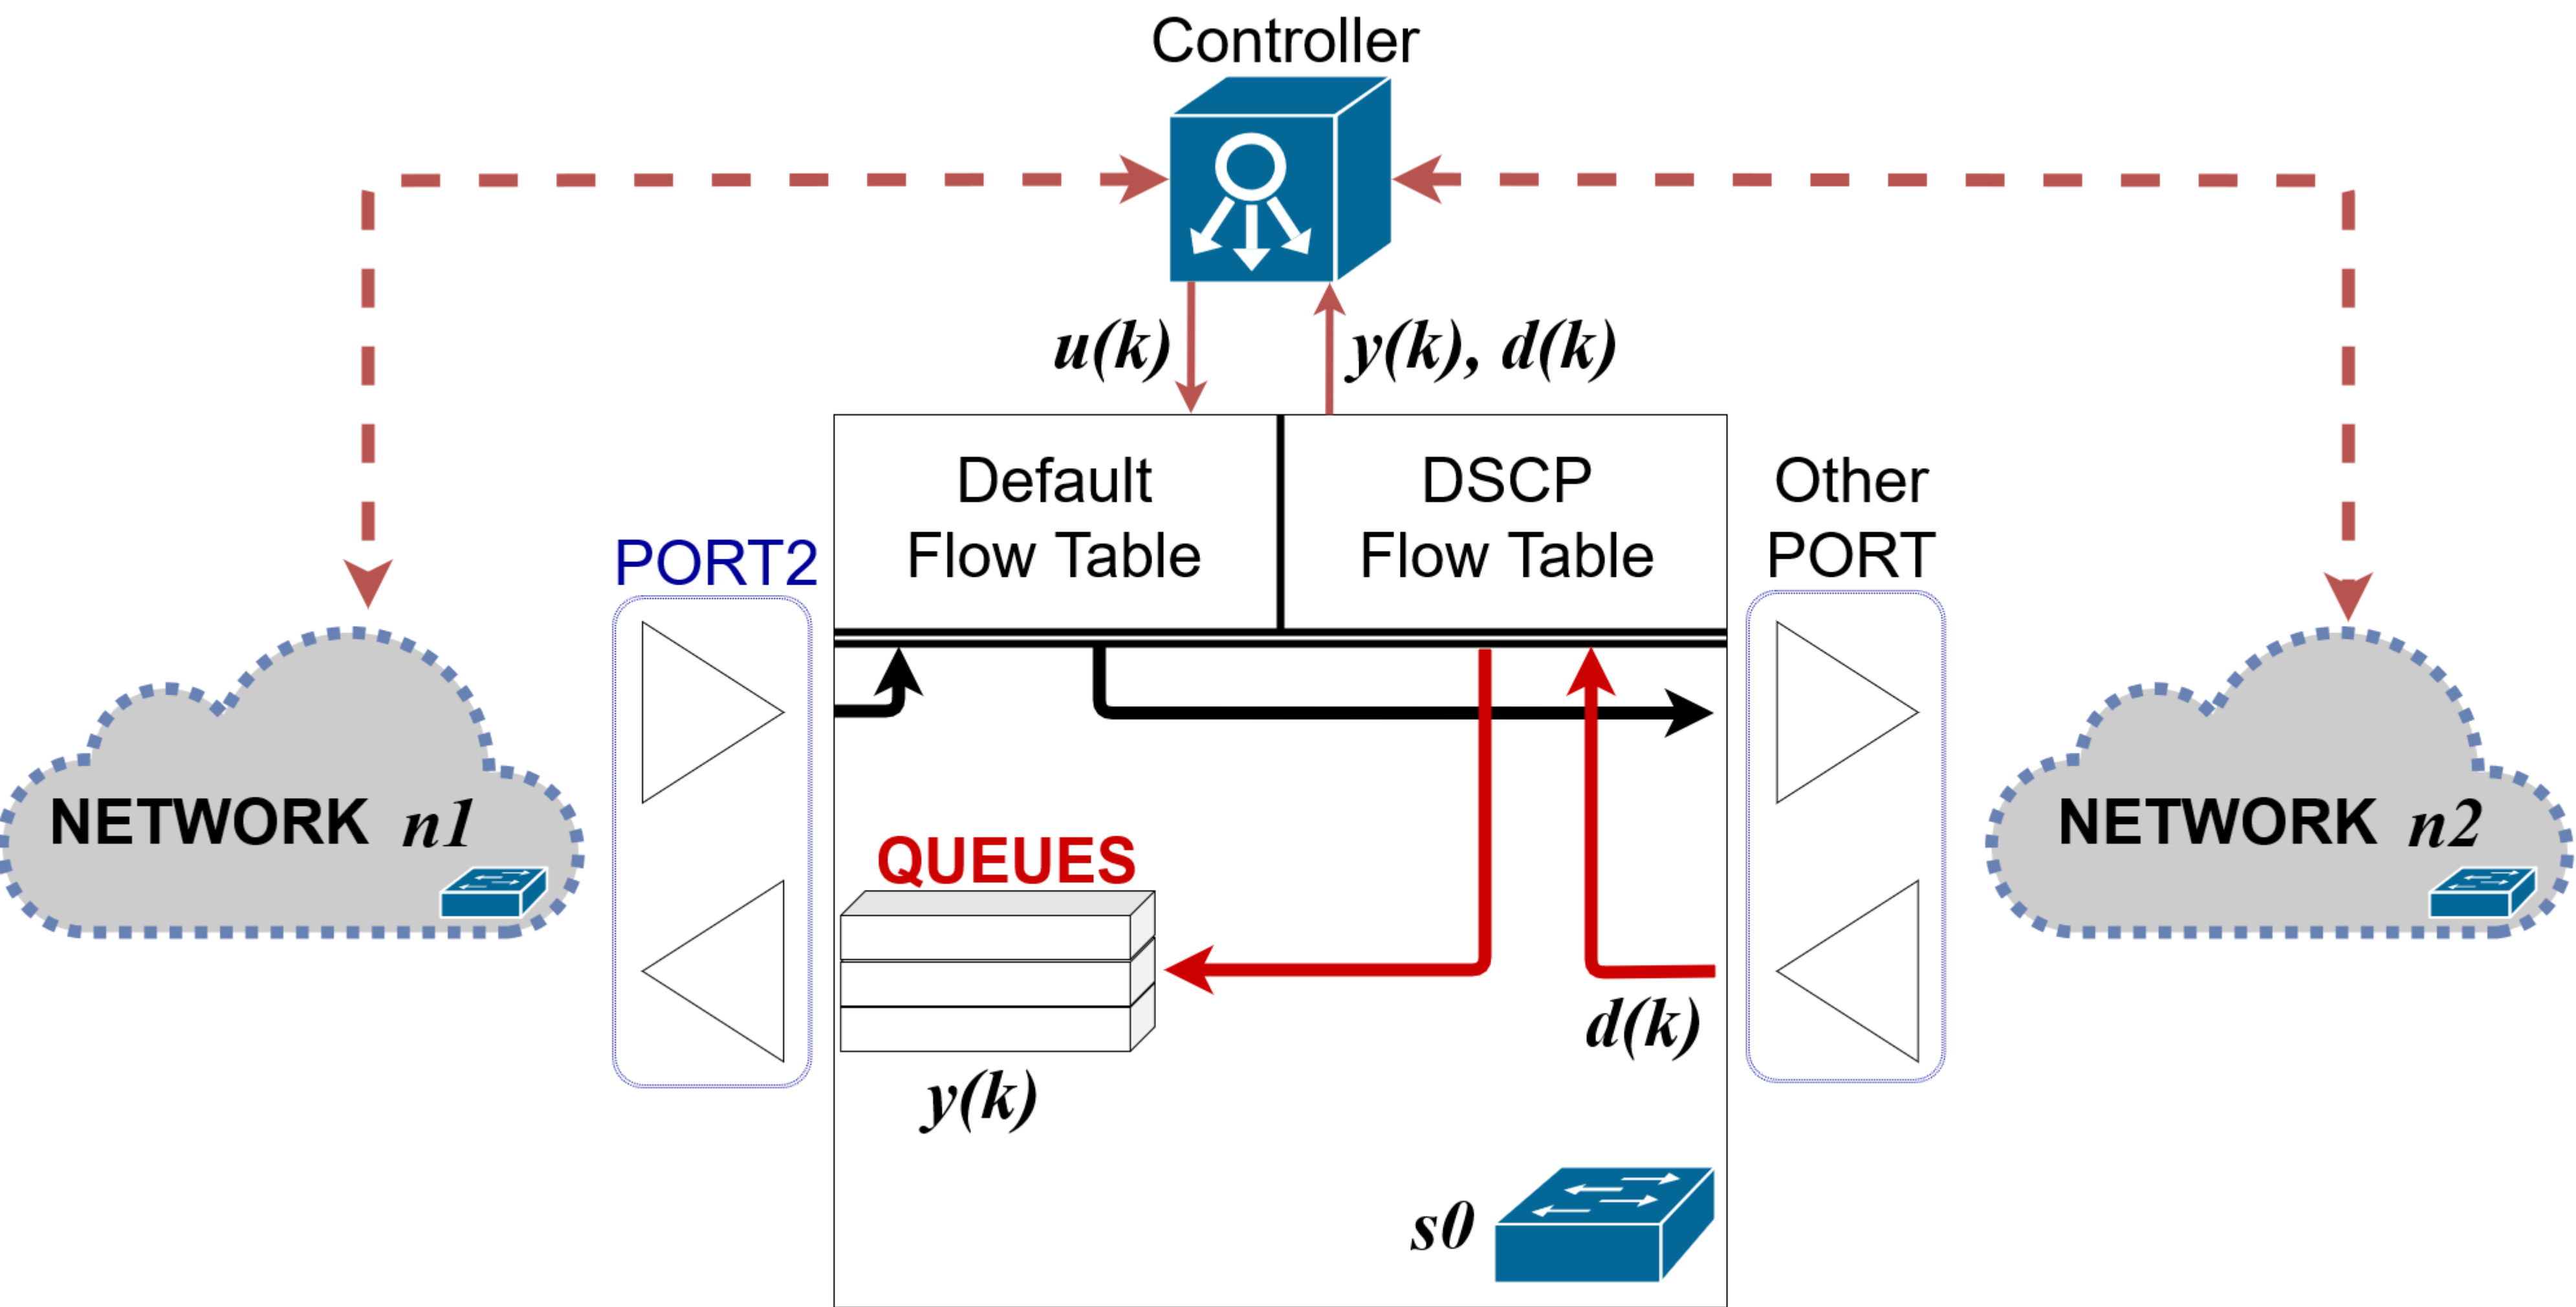 Controller
u(k)
y(k), d(k)
Default
Flow Table
DSCP
Flow Table
PORT2
Other
PORT
NETWORK n1
NETWORK n2
QUEUES
y(k)
d(k)
s0